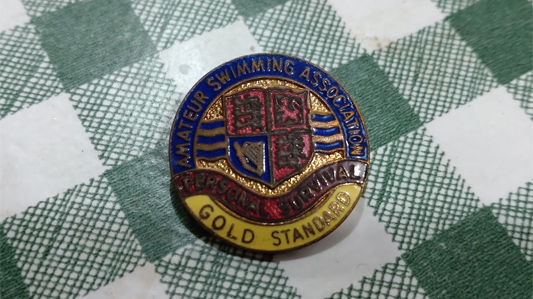 AMATEUR SWIMMING ASSOCIATION
PERSONAL SURVIVAL
GOLD STANDARD